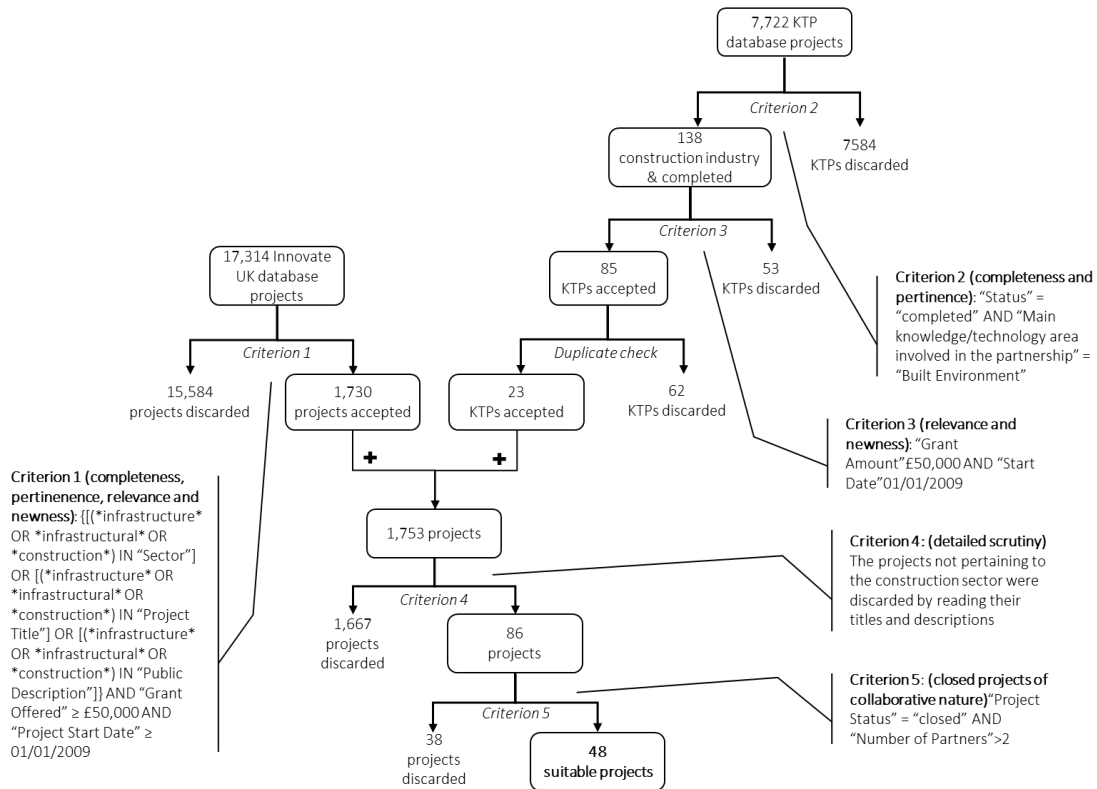 7,722 KTP
database projects
Criterion 2
138
construction industry
& completed
7584
KTPs discarded
Criterion 3
17,314 Innovate
UK database
projects
85
KTPs accepted
53
KTPs discarded
Criterion 2 (completeness and
pertinence): “Status” =
“completed” AND “Main
knowledge/technology area
involved in the partnership” =
“Built Environment”
Criterion 1
Duplicate check
15,584
projects discarded
1,730
projects accepted
23
KTPs accepted
62
KTPs discarded
Criterion 3 (relevance and
newness): “Grant
Amount”£50,000 AND “Start
Date”01/01/2009
+
+
Criterion 1 (completeness,
pertinenence, relevance and
newness): {[(*infrastructure*
OR *infrastructural* OR
*construction*) IN “Sector”]
OR [(*infrastructure* OR
*infrastructural* OR
*construction*) IN “Project
Title”] OR [(*infrastructure*
OR *infrastructural* OR
*construction*) IN “Public
Description”]} AND “Grant
Offered” ≥ £50,000 AND
“Project Start Date” ≥
01/01/2009
1,753 projects
Criterion 4: (detailed scrutiny)
The projects not pertaining to
the construction sector were
discarded by reading their
titles and descriptions
Criterion 4
1,667
projects
discarded
86
projects
Criterion 5: (closed projects of
collaborative nature)“Project
Status” = “closed” AND
“Number of Partners”>2
Criterion 5
38
projects
discarded
48
suitable projects